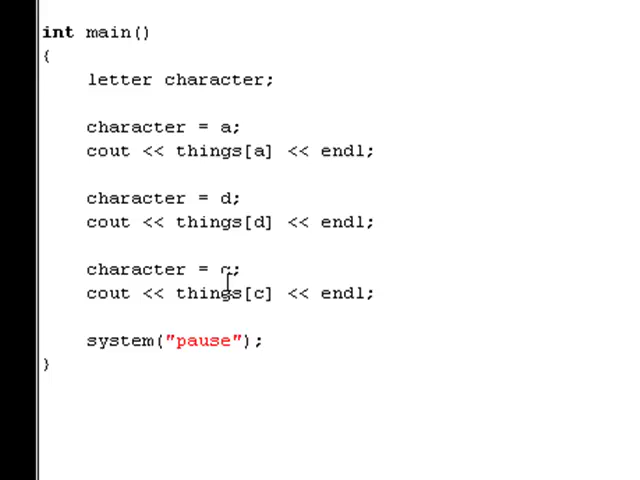 int main()
{
letter character;
character = a;
cout << things[a] << endl;
character = d;
cout << things[d] << endl;
character = c;
cout << things[c] << endl;
system("pause");
}